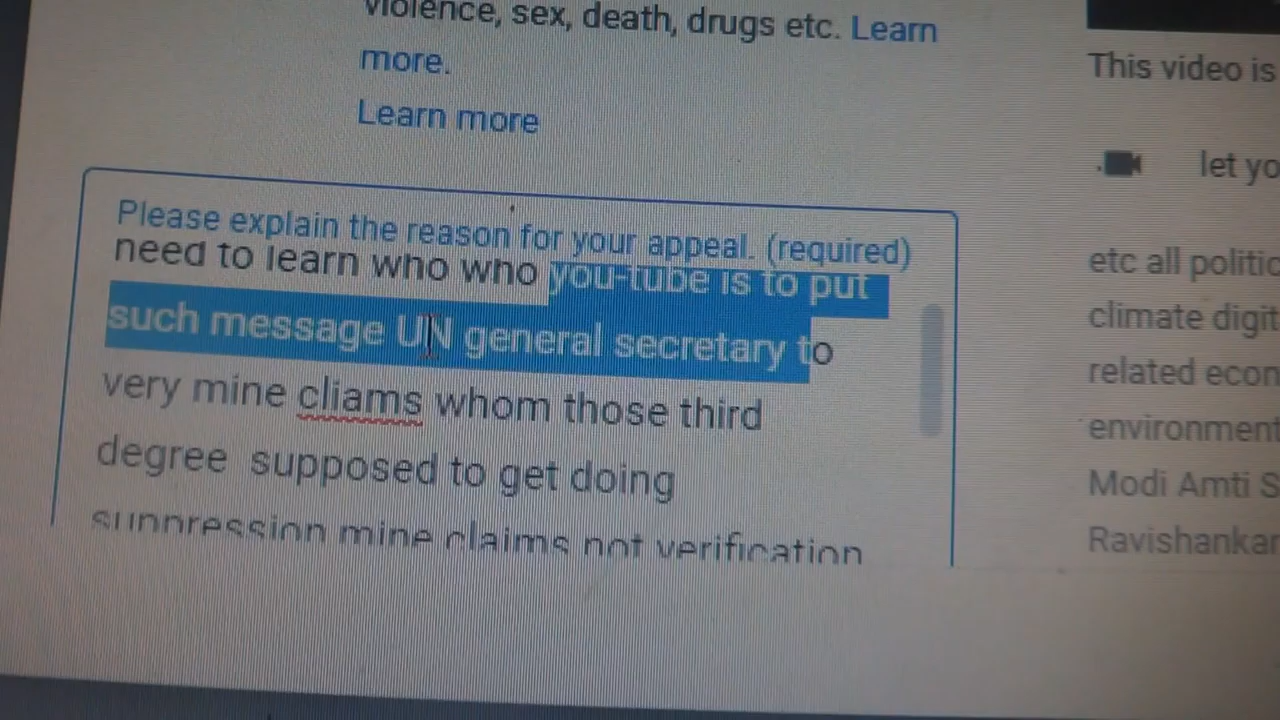 violence, sex, death, drugs etc. Learn
more.
Learn more
Please explain the reason for your appeal. (required)
need to learn who who you-tube is to put
such message UN general secretary to
very mine cliams whom those third
degree supposed to get doing
suppression mine claims not verification
This video is
let yo
etc all politic
climate digit
related econ
environment
Modi Amti S
Ravishankar